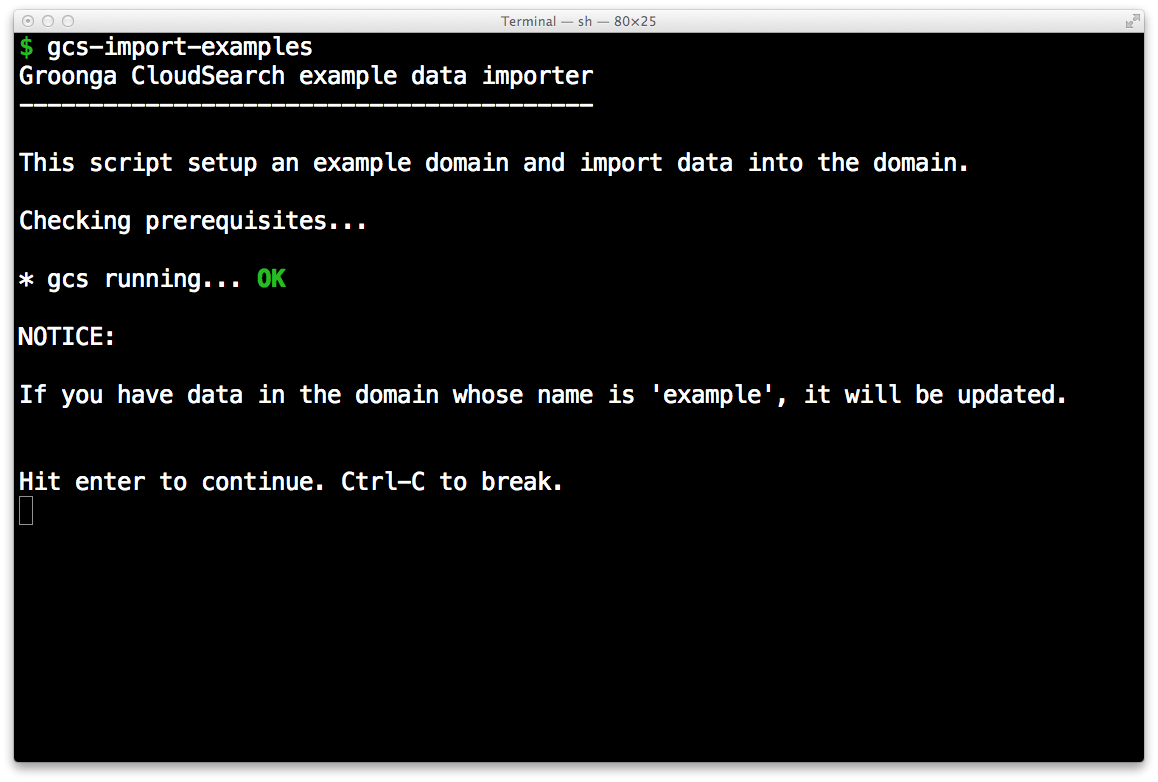 Terminal — sh — 80×25
$ gcs-import-examples
Groonga CloudSearch example data importer
-----------------------------------------
This script setup an example domain and import data into the domain.
Checking prerequisites...
* gcs running... OK
NOTICE:
If you have data in the domain whose name is 'example', it will be updated.
Hit enter to continue. Ctrl-C to break.